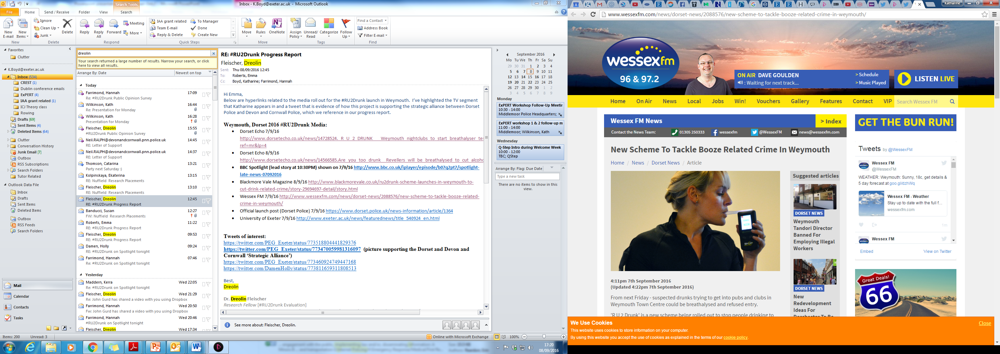 Search Tools
Inbox - K.Boyd@exeter.ac.uk - Microsoft Outlook
File Home Send / Receive Folder View Search
New E-mail
New Items
New
Ignore
Clean Up
Junk
Delete
Delete
Reply
Reply All
Forward
Meeting
More
Respond
IAA grant related
Team E-mail
Reply & Delete
To Manager
Done
Create New
Quick Steps
Move
Rules
OneNote
Move
Assign Policy
Unread/ Read
Categorize
Follow Up
Tags
Find a Contact
Address Book
Filter E-mail
Find
Favorites
Clutter
K.Boyd@exeter.ac.uk
Inbox (534)
CREST (1)
Dublin conference emails
ExPERT (4)
IAA grant related (1)
ICJ Theory class
Rowing
Drafts [69]
Sent Items (4)
Deleted Items (64)
Clutter
Conversation History
Junk Email [7]
Outbox
RSS Subscriptions
Search Folders
Tutor Related
Outlook Data File
Inbox
Drafts
Sent Items
Deleted Items
Outbox
RSS Feeds
Search Folders
Mail
Calendar
Contacts
Tasks
dreolin
Your search returned a large number of results. Narrow your search, or click
here to view all results.
Arrange By: Date Newest on top
Today
Farrimond, Hannah 17:09
Re: #RU2Drunk Public Opinion Survey
Wilkinson, Kath 16:44
Re: Presentation for Monday
Wilkinson, Kath 16:28
Presentation for Monday
Fleischer, Dreolin 15:55
#RU2Drunk Public Opinion Survey
Neil.RALPH@devonandcornwall.pnn.police.uk 14:45
RE: Letter of Support
Neil.RALPH@devonandcornwall.pnn.police.uk 14:37
RE: Letter of Support
Thomson, Catarina 13:21
Party next Saturday :)
Kolpinskaya, Ekaterina 13:15
RE: Nuffield Research Placements
Fleischer, Dreolin 13:10
RE: Nuffield Research Placements
Fleischer, Dreolin 12:45
RE: #RU2Drunk Progress Report
Banducci, Susan 12:27
FW: Nuffield Research Placements
Roberts, Emma 11:22
RE: #RU2Drunk Progress Report
Fleischer, Dreolin 09:53
RE: #RU2Drunk Progress Report
Damen, Holly 09:24
RE: #RU2Drunk on Spotlight tonight
Farrimond, Hannah 07:46
Re: #RU2Drunk on Spotlight tonight
Yesterday
Maddern, Kerra Wed 22:05
Re: #RU2Drunk on Spotlight tonight
Fleischer, Dreolin Wed 21:29
Re: John Gurd has shared a video with you using Dropbox
Farrimond, Hannah Wed 20:50
Fw: John Gurd has shared a video with you using Dropbox
Farrimond, Hannah Wed 20:46
#RU2Drunk on Spotlight tonight
Fleischer, Dreolin Wed 17:34
RE: #RU2Drunk Progress Report
Fleischer, Dreolin
Sent: Thu 08/09/2016 12:45
To: Roberts, Emma
Cc: Boyd, Katharine; Farrimond, Hannah
Hi Emma,
Below are hyperlinks related to the media roll out for the #RU2Drunk launch in Weymouth. I've highlighted the TV segment
that Katharine appears in and a tweet that is evidence of how this project is supporting the strategic alliance between Dorset
Police and Devon and Cornwall Police, which we reference in our progress report.
Weymouth, Dorset 2016 #RU2Drunk Media:
• Dorset Echo 7/9/16
http://www.dorsetecho.co.uk/news/14728524._R_U_2_DRUNK___Weymouth_nightclubs_to_start_breathalyser_te
ref=mr&lp=4
• Dorset Echo 8/9/16
http://www.dorsetecho.co.uk/news/14566585.Are_you_too_drunk__Revellers_will_be_breathalysed_to_cut_alcoho
• BBC Spotlight (lead story at 10:30PM) shown on 7/9/16 http://www.bbc.co.uk/iplayer/episode/b07q2pt7/spotlight-
late-news-07092016
• Blackmore Vale Magazine 8/9/16 http://www.blackmorevale.co.uk/ru2drunk-scheme-launches-in-weymouth-to-
cut-drink-related-crime/story-29694697-detail/story.html
• Wessex FM 7/9/16 http://www.wessexfm.com/news/dorset-news/2088576/new-scheme-to-tackle-booze-related-
crime-in-weymouth/
• Official launch post (Dorset Police) 7/9/16 https://www.dorset.police.uk/news-information/article/1364
• University of Exeter 7/9/16 http://www.exeter.ac.uk/news/featurednews/title_540924_en.html
Tweets of interest:
https://twitter.com/PEG_Exeter/status/773518804441829376
https://twitter.com/PEG_Exeter/status/773470059981316097 (picture supporting the Dorset and Devon and
Cornwall ‘Strategic Alliance’)
https://twitter.com/PEG_Exeter/status/773460924749447168
https://twitter.com/DamenHolly/status/773811659311808513
Best,
Dreolin
Dr. Dreolin Fleischer
Research Fellow [#RU2Drunk Evaluation]
See more about: Fleischer, Dreolin.
September 2016
Mo Tu We Th Fr Sa Su
29 30 31 1 2 3 4
5 6 7 8 9 10 11
12 13 14 15 16 17 18
19 20 21 22 23 24 25
26 27 28 29 30 1 2
3 4 5 6 7 8 9
Monday
ExPERT Workshop Follow-Up Meetin
10:30 - 14:00
Middlemoor Police Headquarters;
ExPERT workshop 1 & 2 follow-up m
11:00 - 14:00
Middlemoor; Wilkinson, Kath
Wednesday
Q-Step Intro during Welcome Week
10:00 - 12:00
TBC; QStep
Arrange By: Flag: Due Date
Type a new task
There are no items to show in this
view.
Items: 200 Unread: 3
Online with Microsoft Exchange 100%
17:20
08/09/2016
Katharine
www.wessexfm.com/news/dorset-news/2088576/new-scheme-to-tackle-booze-related-crime-in-weymouth/
wessexfm
96 & 97.2
ON AIR DAVE GOULDEN
: Waiting for next track...
> Schedule
> Music Played
LISTEN LIVE
Home On Air News Local Jobs Win! Vouchers Gallery Features Contact VIP Search Wessex FM
Wessex FM News > Index
Contact the News Team: 01305 250333 wessexfm @WessexFM news@wessexfm.com
New Scheme To Tackle Booze Related Crime In Weymouth
Home / News / Dorset News / Article
4:11pm 7th September 2016
(Updated 4:22pm 7th September 2016)
From next Friday - suspected drunks trying to get into pubs and clubs in
Weymouth Town Centre could be breathalysed and refused entry.
'R U 2 Drunk' is a new scheme being rolled out to stop people drinking to
Suggested articles
DORSET NEWS
Weymouth
Tandori Director
Banned For
Employing Illegal
Workers
DORSET NEWS
New
Redevelopment
Ideas For
Dorchester To Be
GET THE BUN RUN!
Tweets by @WessexFM
Wessex FM
@WessexFM
WEATHER: Weymouth: Sunny, 18c, get details &
5 day forecast at goo.gl/dzhWq
Wessex FM - Weather
Stay up to date with the full f...
wessexfm.com
1m
Wessex FM
Embed View on Twitter
Great Deals!
66
We Use Cookies
Close
This website uses cookies to store information on your computer.
By using this website you accept the use of cookies as explained in the terms of our cookie policy.